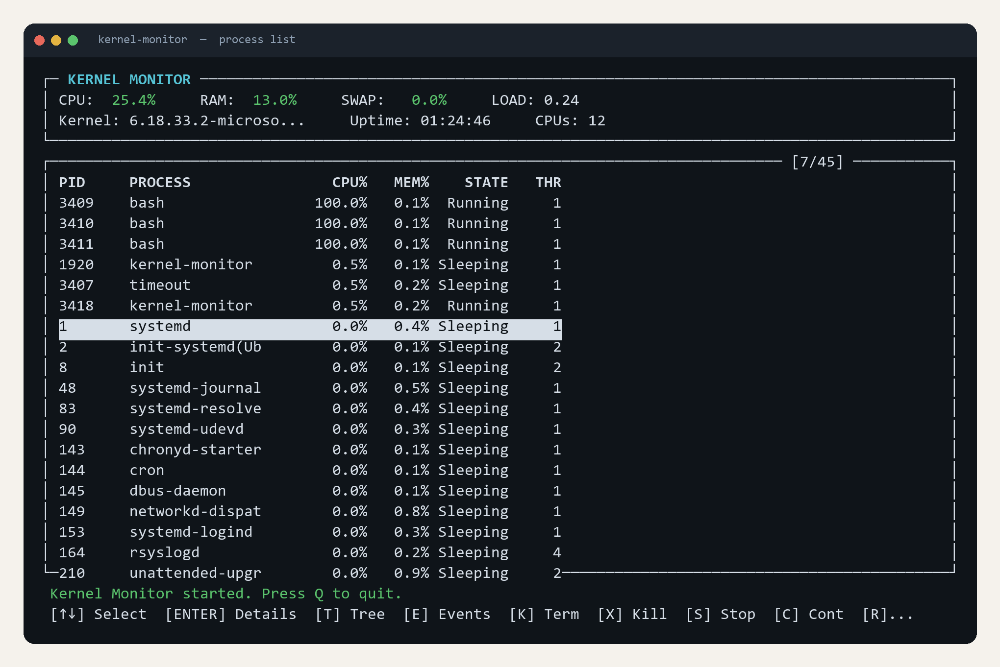 kernel-monitor — process list
KERNEL MONITOR
CPU: 25.4% RAM: 13.0% SWAP: 0.0% LOAD: 0.24
Kernel: 6.18.33.2-microso... Uptime: 01:24:46 CPUs: 12
[7/45]
PID PROCESS CPU% MEM% STATE THR
3409 bash 100.0% 0.1% Running 1
3410 bash 100.0% 0.1% Running 1
3411 bash 100.0% 0.1% Running 1
1920 kernel-monitor 0.5% 0.1% Sleeping 1
3407 timeout 0.5% 0.2% Sleeping 1
3418 kernel-monitor 0.5% 0.2% Running 1
1 systemd 0.0% 0.4% Sleeping 1
2 init-systemd(Ub 0.0% 0.1% Sleeping 2
8 init 0.0% 0.1% Sleeping 2
48 systemd-journal 0.0% 0.5% Sleeping 1
83 systemd-resolve 0.0% 0.4% Sleeping 1
90 systemd-udevd 0.0% 0.3% Sleeping 1
143 chronyd-starter 0.0% 0.1% Sleeping 1
144 cron 0.0% 0.1% Sleeping 1
145 dbus-daemon 0.0% 0.1% Sleeping 1
149 networkd-dispat 0.0% 0.8% Sleeping 1
153 systemd-logind 0.0% 0.3% Sleeping 1
164 rsyslogd 0.0% 0.2% Sleeping 4
210 unattended-upgr 0.0% 0.9% Sleeping 2
Kernel Monitor started. Press Q to quit.
[↑↓] Select [ENTER] Details [T] Tree [E] Events [K] Term [X] Kill [S] Stop [C] Cont [R]...